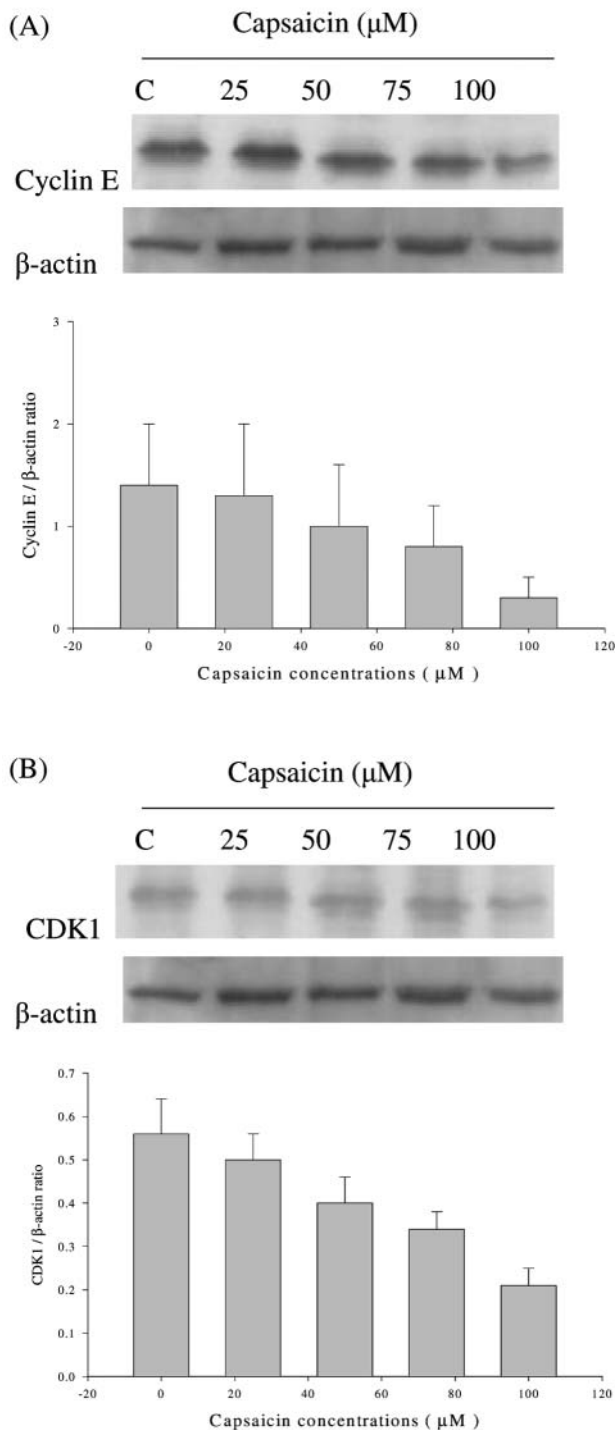 (A)
Capsaicin (μM)
C 25 50 75 100
Cyclin E
β-actin
3
2
1
0
Cyclin E / β-actin ratio
-20 0 20 40 60 80 100 120
Capsaicin concentrations ( μM )
(B)
Capsaicin (μM)
C 25 50 75 100
CDK1
β-actin
0.7
0.6
0.5
0.4
0.3
0.2
0.1
0.0
CDK1 / β-actin ratio
-20 0 20 40 60 80 100 120
Capsaicin concentrations ( μM )